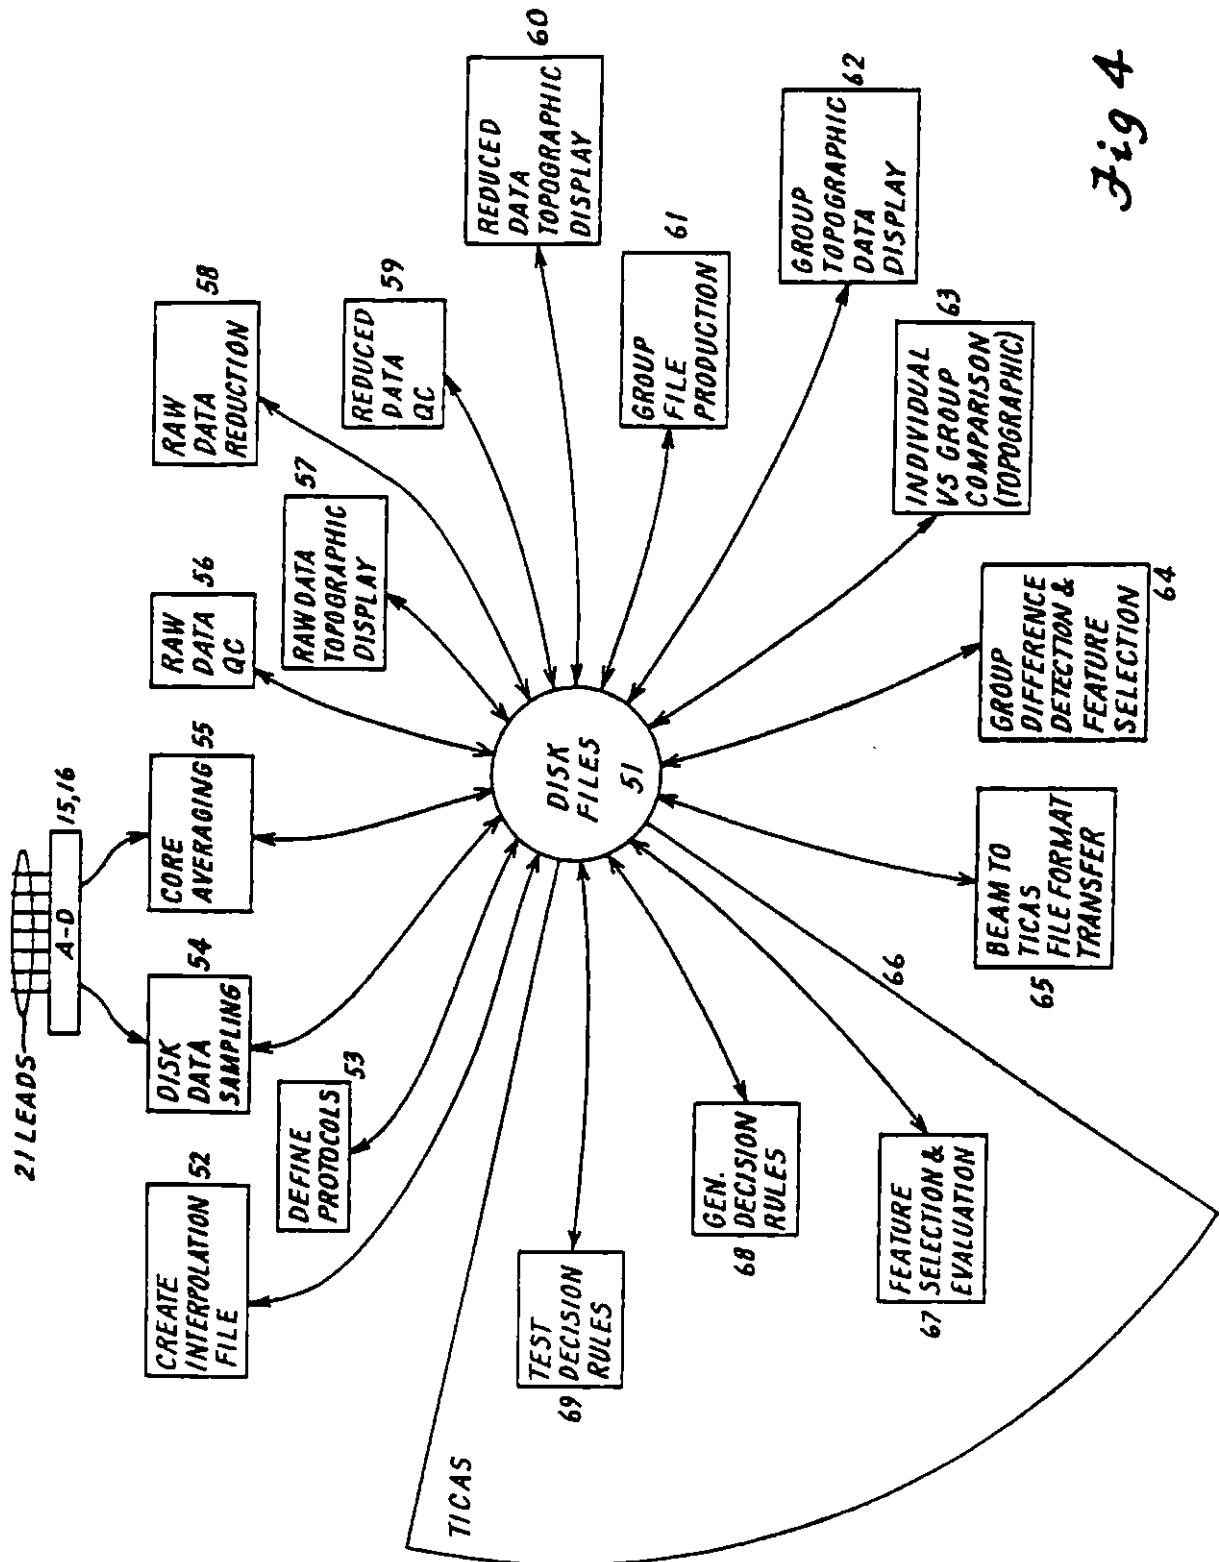 21 LEADS
A-D
15,16
CREATE
INTERPOLATION
FILE
52
DEFINE
PROTOCOLS
53
DISK
DATA
SAMPLING
54
CORE
AVERAGING
55
RAW
DATA
QC
56
RAW DATA
TOPOGRAPHIC
DISPLAY
57
RAW
DATA
REDUCTION
58
REDUCED
DATA
QC
59
REDUCED
DATA
TOPOGRAPHIC
DISPLAY
60
GROUP
FILE
PRODUCTION
61
GROUP
TOPOGRAPHIC
DATA
DISPLAY
62
INDIVIDUAL
VS GROUP
COMPARISON
(TOPOGRAPHIC)
63
GROUP
DIFFERENCE
DETECTION &
FEATURE
SELECTION
64
BEAM TO
TICAS
FILE FORMAT
TRANSFER
65
66
FEATURE
SELECTION &
EVALUATION
67
GEN.
DECISION
RULES
68
TEST
DECISION
RULES
69
TICAS
DISK
FILES
51
Fig 4